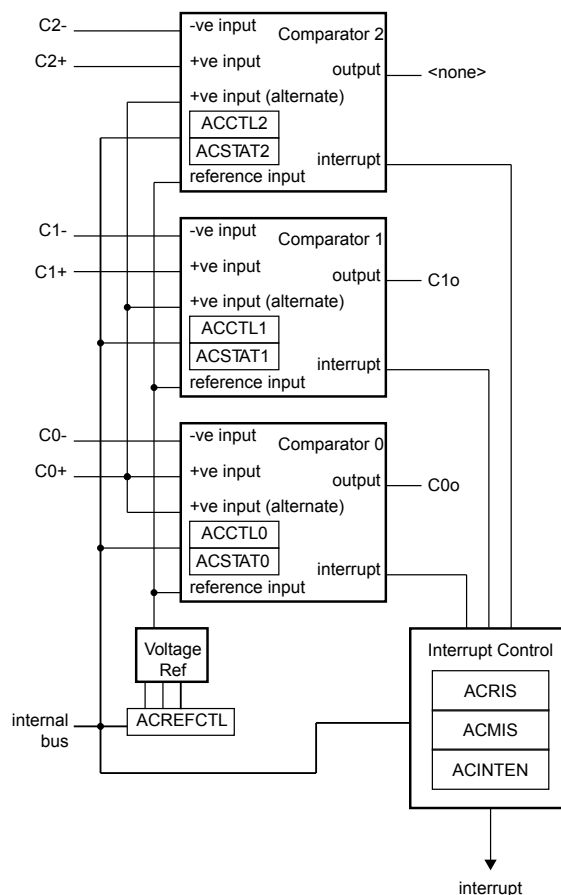 C2-
-ve input
Comparator 2
C2+
+ve input
output
<none>
+ve input (alternate)
ACCTL2
ACSTAT2
interrupt
reference input
C1-
-ve input
Comparator 1
C1+
+ve input
output
C1o
+ve input (alternate)
ACCTL1
ACSTAT1
interrupt
reference input
C0-
-ve input
Comparator 0
C0+
+ve input
output
C0o
+ve input (alternate)
ACCTL0
ACSTAT0
interrupt
reference input
Voltage
Ref
Interrupt Control
ACRIS
internal
bus
ACREFCTL
ACMIS
ACINTEN
interrupt